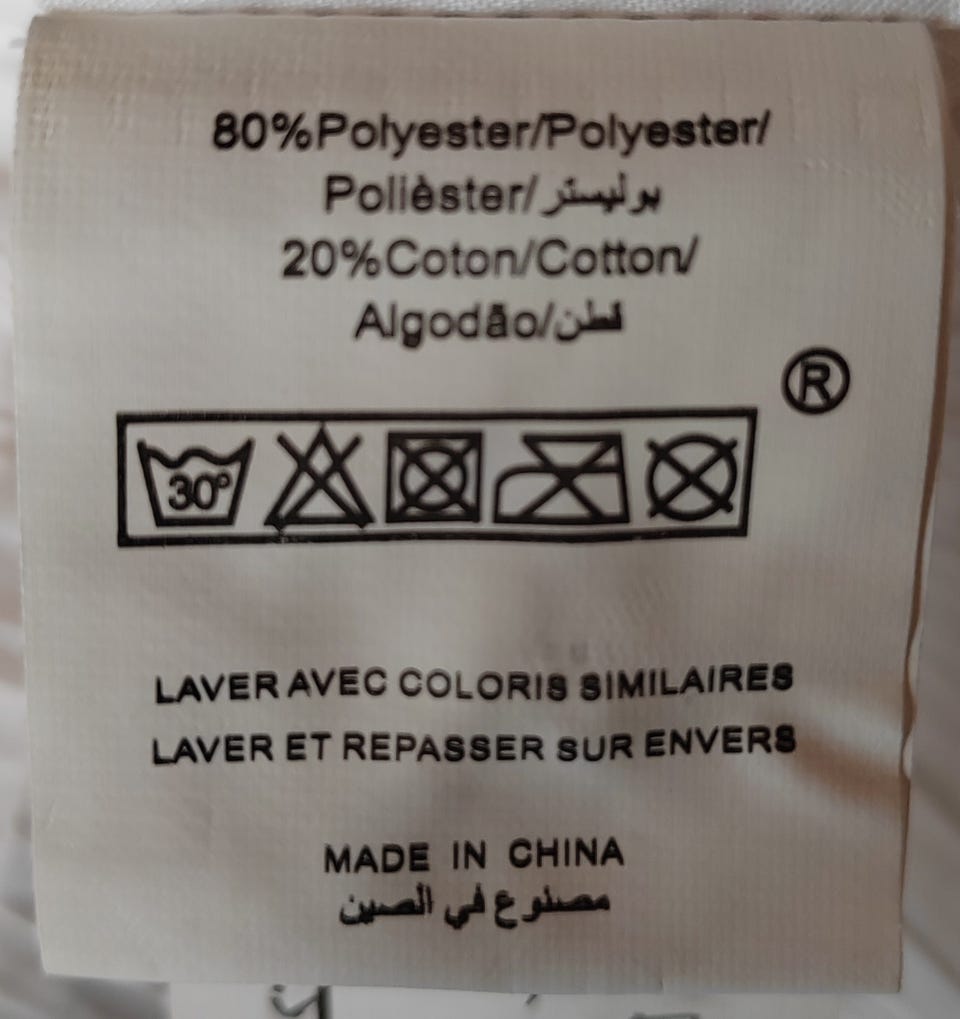 80%Polyester/Polyester/
Polièster/بوليستر
20%Coton/Cotton/
Algodão/قطن
®
30º
LAVER AVEC COLORIS SIMILAIRES
LAVER ET REPASSER SUR ENVERS
MADE IN CHINA
مصنوع في الصين